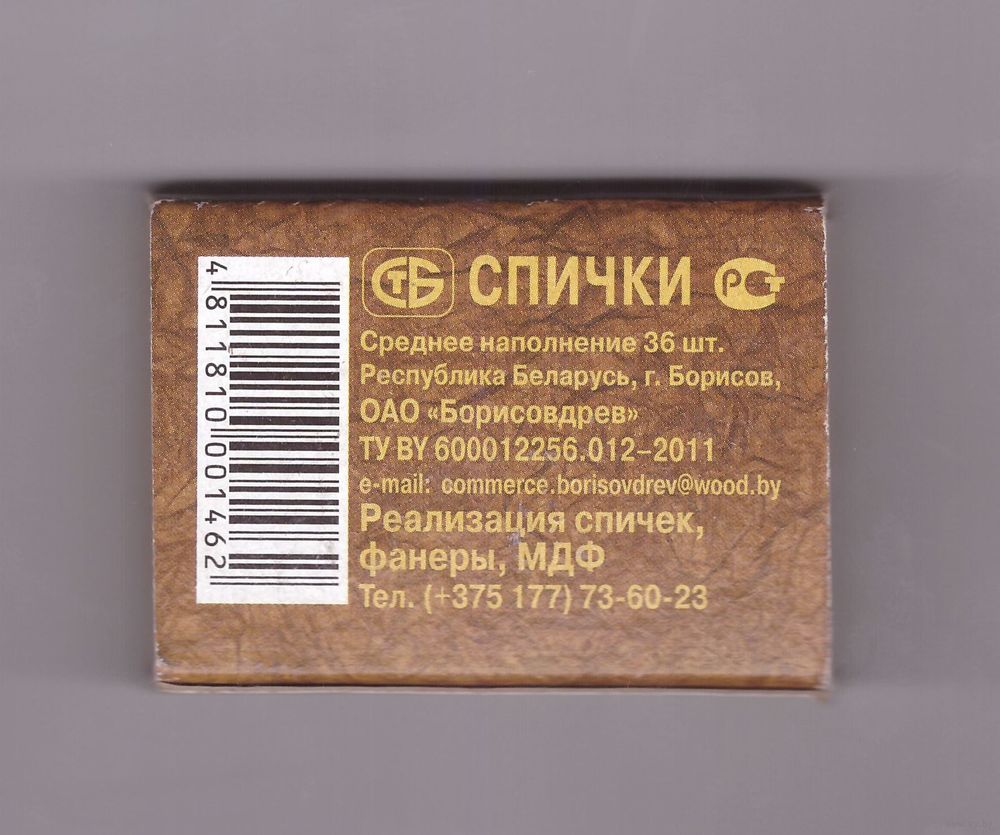 СТБ СПИЧКИ РСТ
Среднее наполнение 36 шт.
Республика Беларусь, г. Борисов,
ОАО «Борисовдрев»
ТУ BY 600012256.012–2011
e-mail: commerce.borisovdrev@wood.by
Реализация спичек,
фанеры, МДФ
Тел. (+375 177) 73-60-23
4 811810 001462